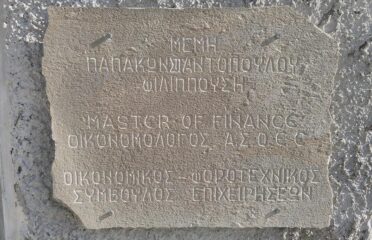 ΜΕΜΗ
ΠΑΠΑΚΩΝΣΤΑΝΤΟΠΟΥΛΟΥ
-ΦΙΛΙΠΠΟΥΣΗ
"MASTER OF FINANCE"
ΟΙΚΟΝΟΜΟΛΟΓΟΣ Α.Σ.Ο.Ε.Ε.
ΟΙΚΟΝΟΜΙΚΟΣ-ΦΟΡΟΤΕΧΝΙΚΟΣ
ΣΥΜΒΟΥΛΟΣ ΕΠΙΧΕΙΡΗΣΕΩΝ